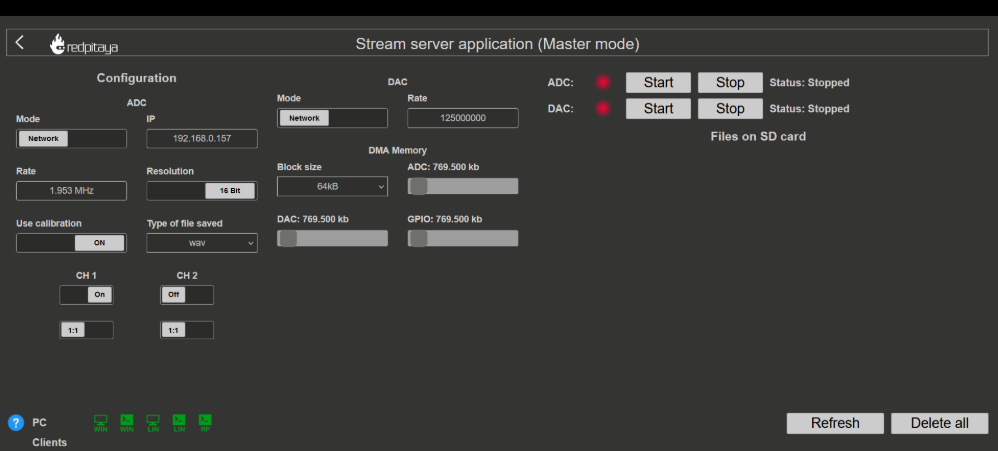 redpitaya
Stream server application (Master mode)
Configuration
ADC
Mode
IP
Network
192.168.0.157
Rate
Resolution
1.953 MHz
16 Bit
Use calibration
Type of file saved
ON
wav
CH 1
CH 2
On
Off
1:1
1:1
DAC
Mode
Rate
Network
125000000
DMA Memory
Block size
ADC: 769.500 kb
64kB
DAC: 769.500 kb
GPIO: 769.500 kb
ADC:
Start
Stop
Status: Stopped
DAC:
Start
Stop
Status: Stopped
Files on SD card
? PC
Clients
WIN
WIN
LIN
LIN
RP
Refresh
Delete all